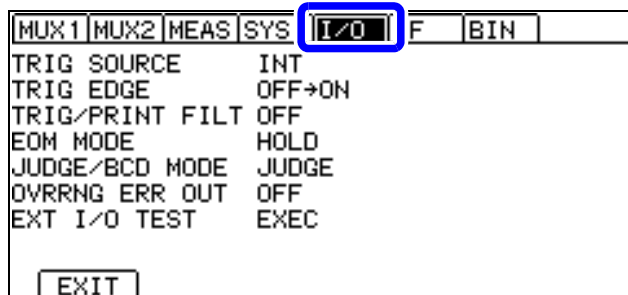 MUX1 MUX2 MEAS SYS I/O F BIN
TRIG SOURCE INT
TRIG EDGE OFF→ON
TRIG/PRINT FILT OFF
EOM MODE HOLD
JUDGE/BCD MODE JUDGE
OVRRNG ERR OUT OFF
EXT I/O TEST EXEC
EXIT